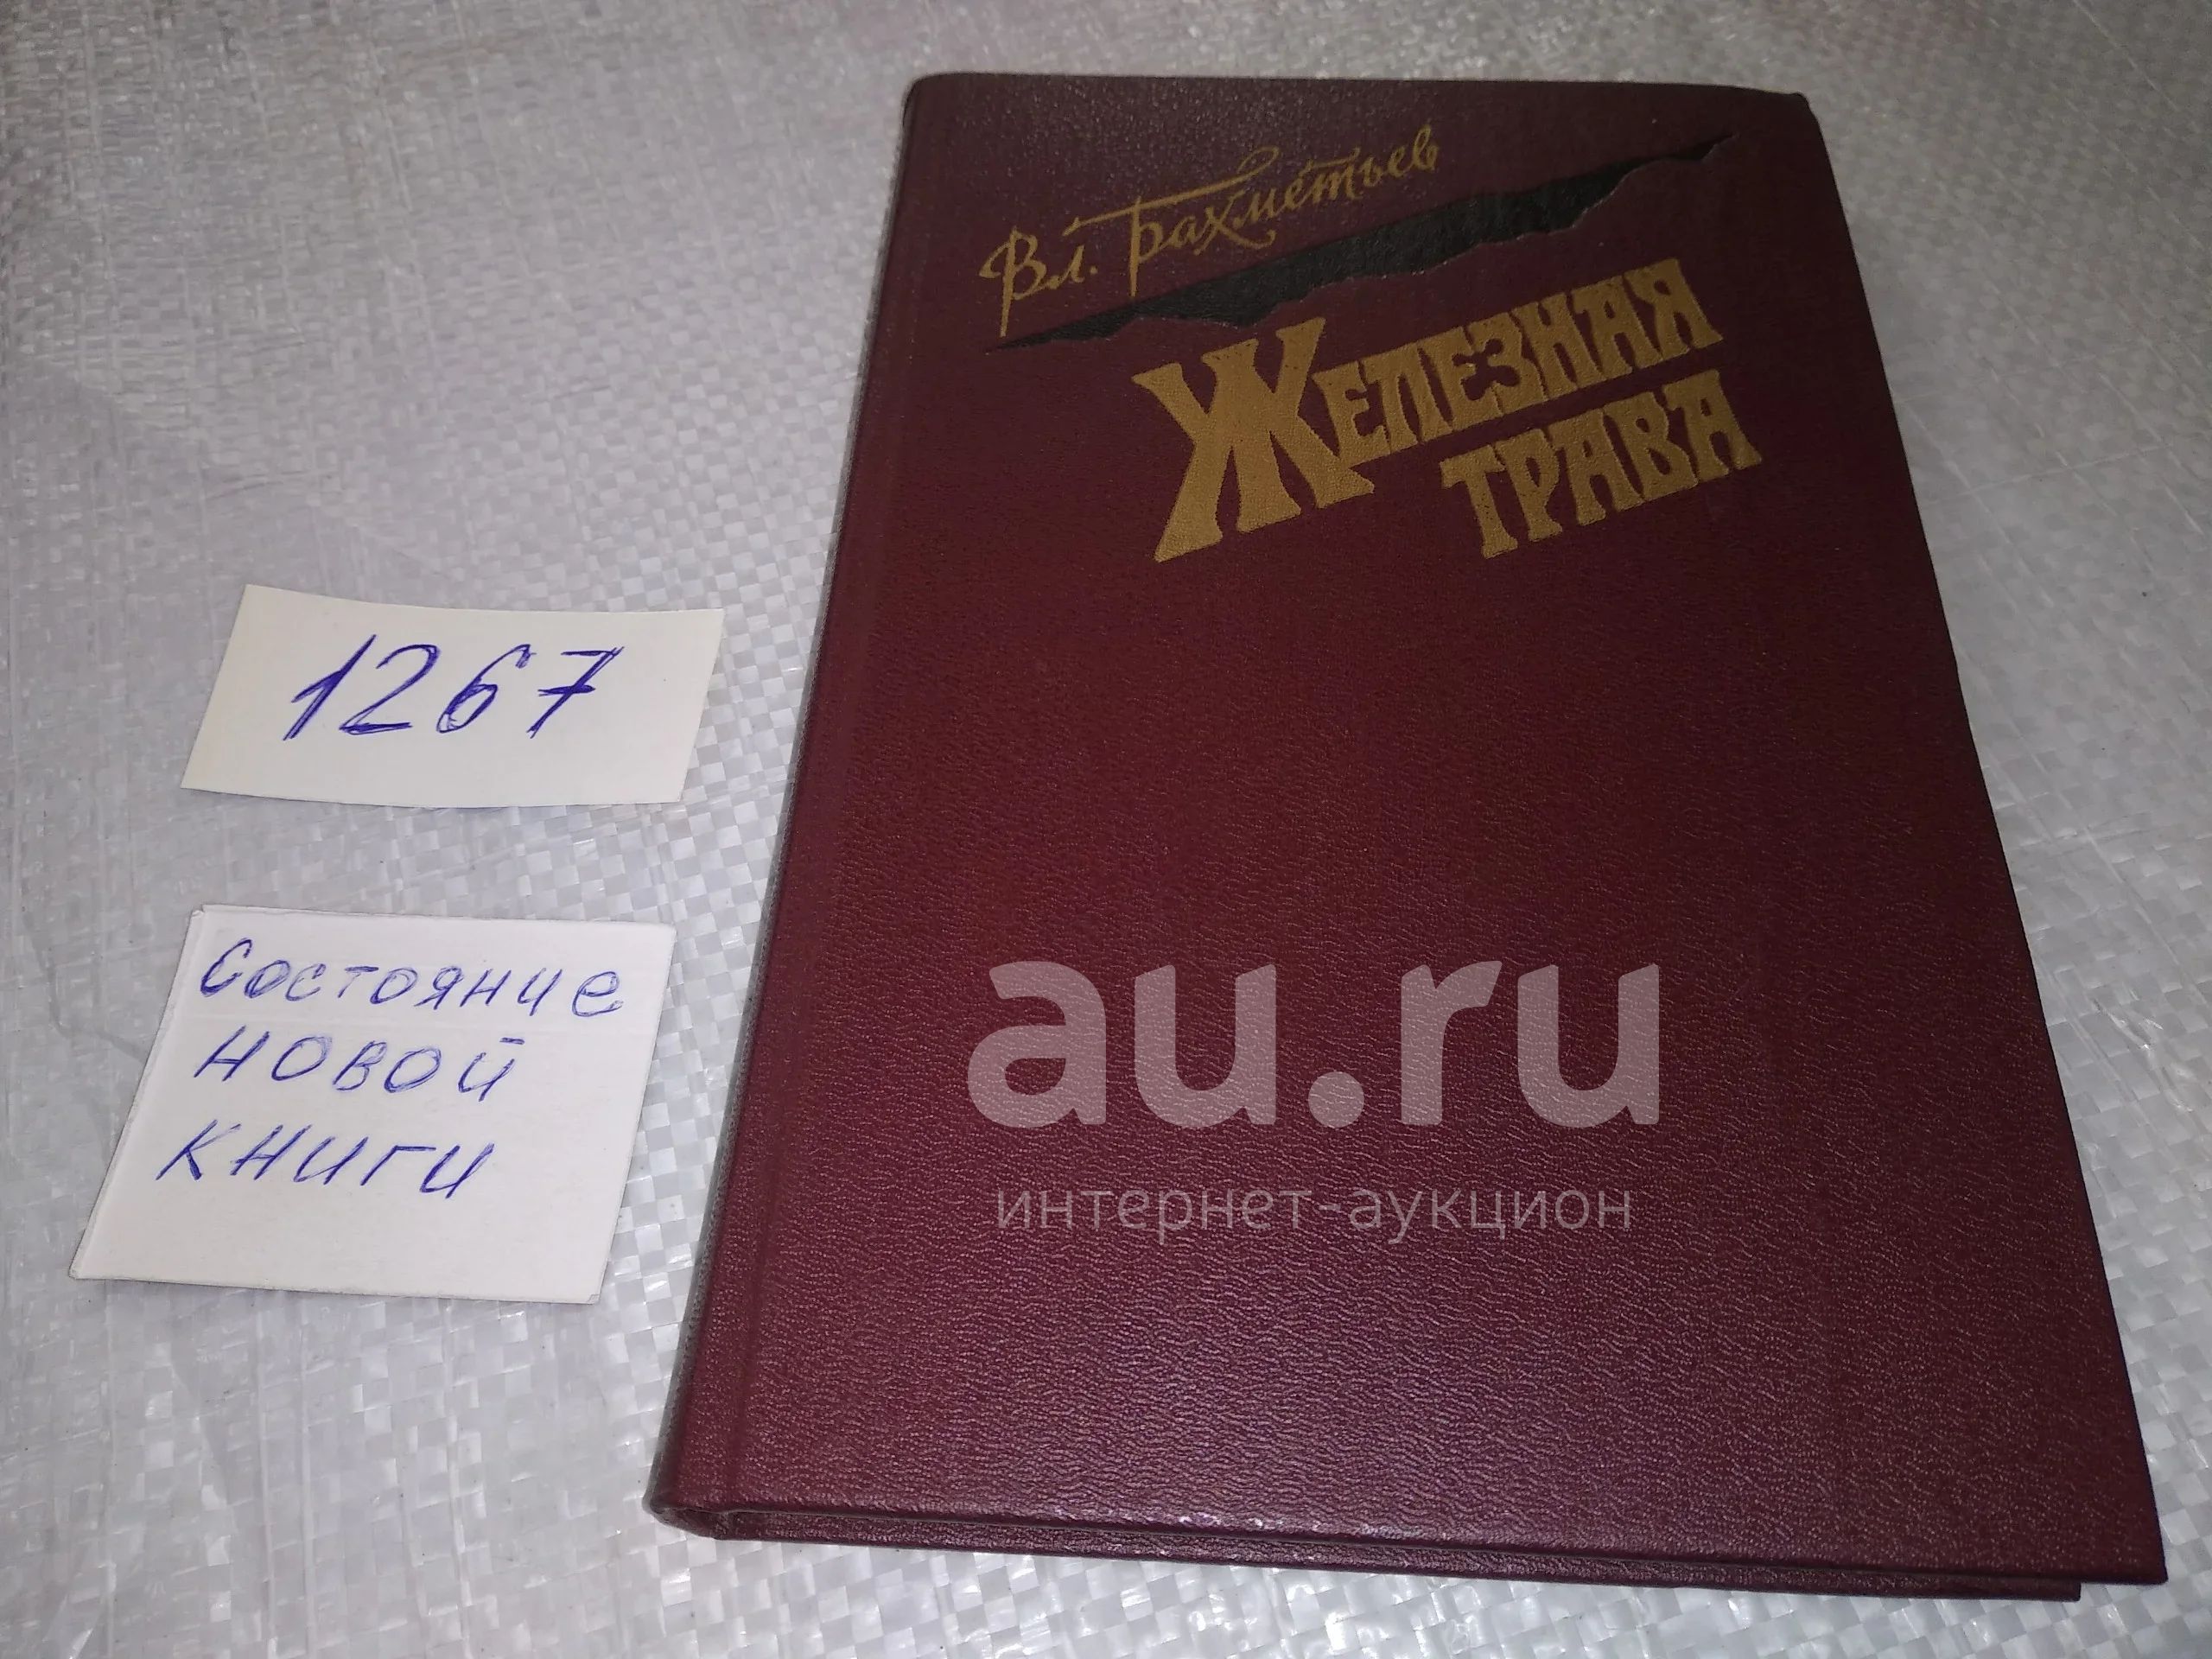 Вл. Бахметьев
ЖЕЛЕЗНАЯ
ТРАВА
1267
Состояние
новой
книги
au.ru
интернет-аукцион